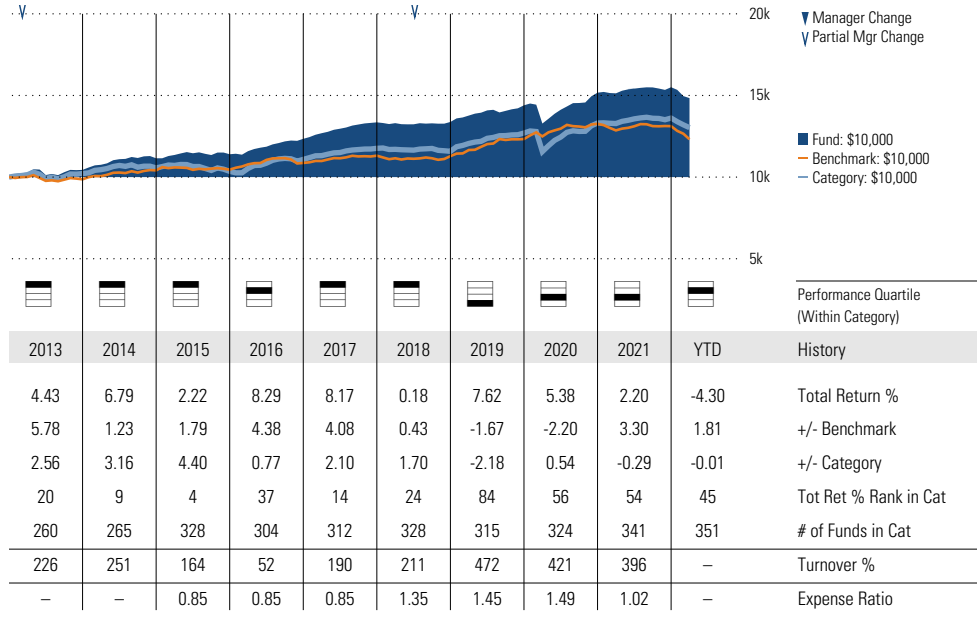 20k
Manager Change
Partial Mgr Change
15k
Fund: $10,000
Benchmark: $10,000
Category: $10,000
10k
5k
Performance Quartile
(Within Category)
2013 2014 2015 2016 2017 2018 2019 2020 2021 YTD History
4.43 6.79 2.22 8.29 8.17 0.18 7.62 5.38 2.20 -4.30 Total Return %
5.78 1.23 1.79 4.38 4.08 0.43 -1.67 -2.20 3.30 1.81 +/- Benchmark
2.56 3.16 4.40 0.77 2.10 1.70 -2.18 0.54 -0.29 -0.01 +/- Category
20 9 4 37 14 24 84 56 54 45 Tot Ret % Rank in Cat
260 265 328 304 312 328 315 324 341 351 # of Funds in Cat
226 251 164 52 190 211 472 421 396 – Turnover %
– – 0.85 0.85 0.85 1.35 1.45 1.49 1.02 – Expense Ratio